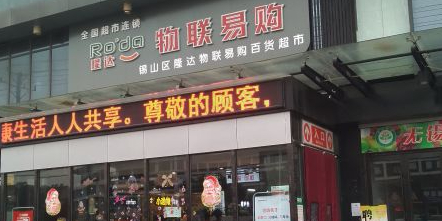 全国超市连锁
Ro'da
隆达
物联易购
锡山区隆达物联易购百货超市
康生活人人共享。尊敬的顾客，
入口